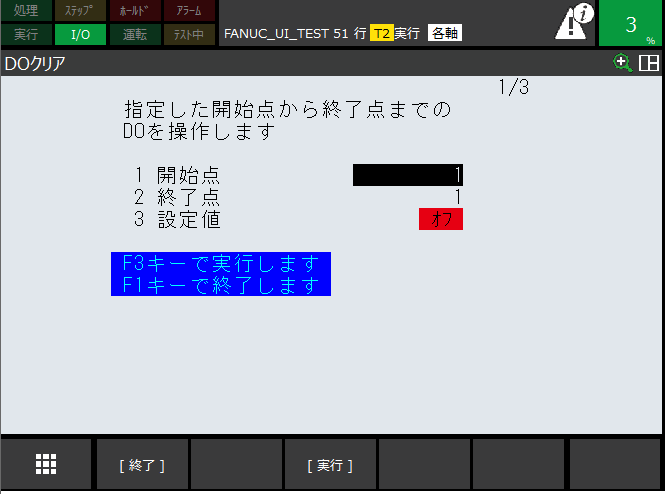 処理 ステップ ホールド アラーム
実行 I/O 運転 テスト中 FANUC_UI_TEST 51 行 T2 実行 各軸 3 %
DOクリア
1/3
指定した開始点から終了点までの
DOを操作します
1 開始点 1
2 終了点 1
3 設定値 オフ
F3キーで実行します
F1キーで終了します
[ 終了 ] [ 実行 ]